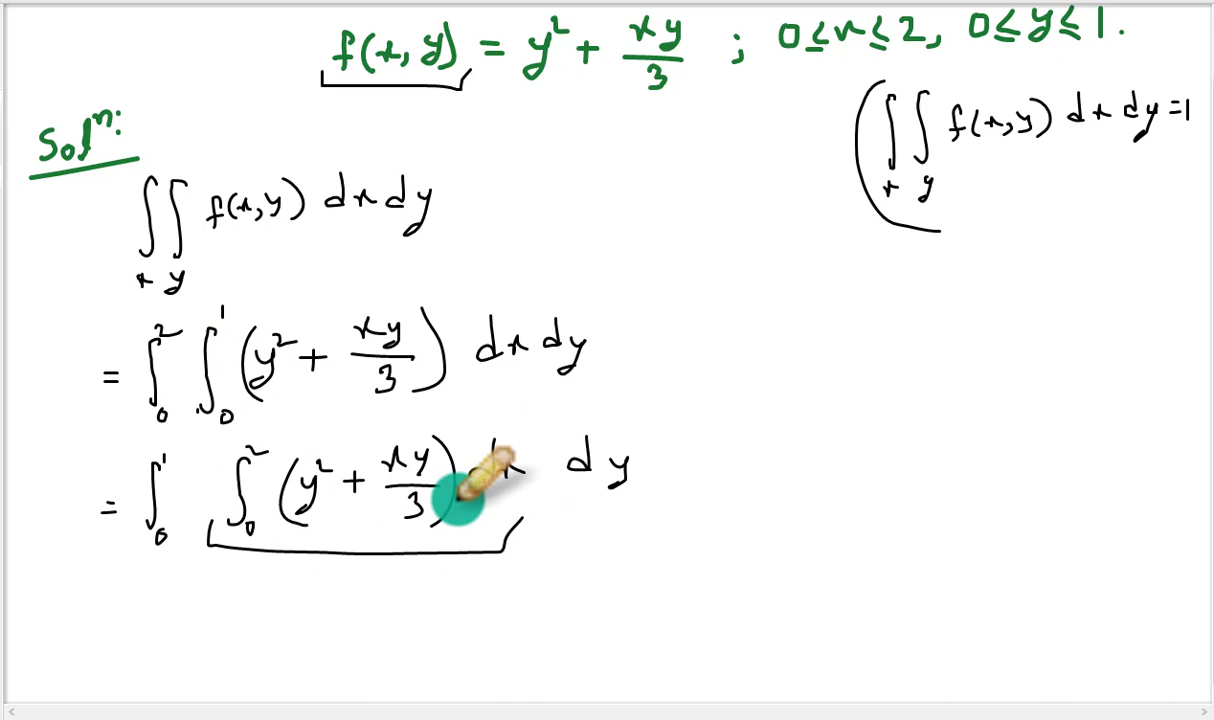 f(x, y) = y² + xy/3 ; 0 ≤ x ≤ 2, 0 ≤ y ≤ 1.
∫x ∫y f(x, y) dx dy = 1
Solⁿ:
∫x ∫y f(x, y) dx dy
= ∫₀² ∫₀¹ (y² + xy/3) dx dy
= ∫₀¹ ∫₀² (y² + xy/3) dx dy